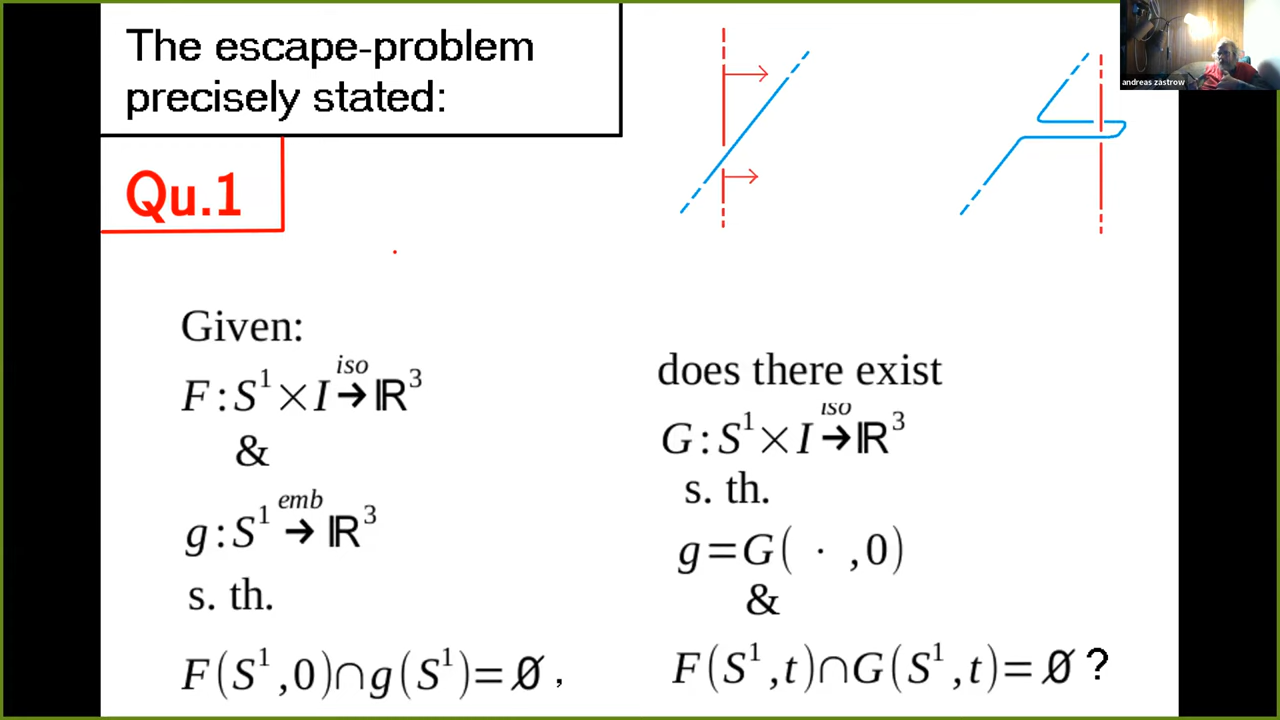 The escape-problem
precisely stated:
Qu.1
Given:
F : S¹ × I →^{iso} ℝ³
&
g : S¹ →^{emb} ℝ³
s. th.
F(S¹,0)∩g(S¹)=∅ ,
does there exist
G : S¹ × I →^{iso} ℝ³
s. th.
g=G( · ,0)
&
F(S¹,t)∩G(S¹,t)=∅ ?
andreas zastrow